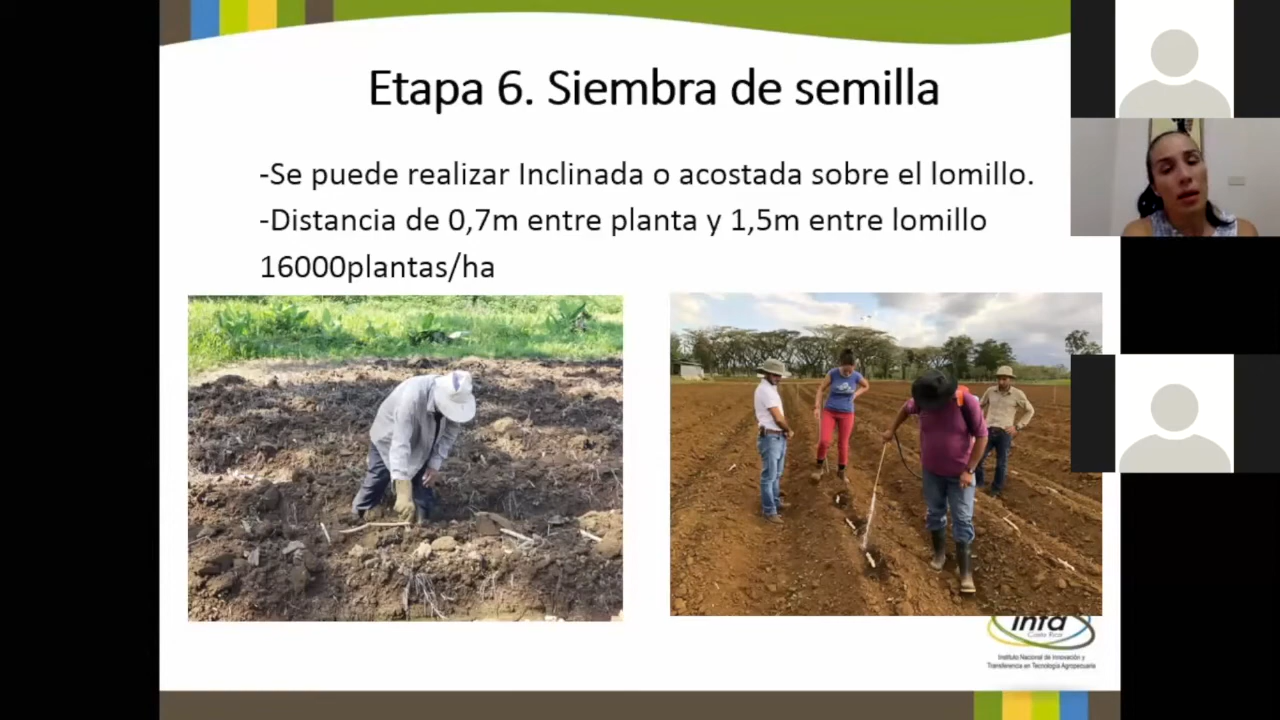 Etapa 6. Siembra de semilla
-Se puede realizar Inclinada o acostada sobre el lomillo.
-Distancia de 0,7m entre planta y 1,5m entre lomillo
16000plantas/ha
inta
Costa Rica
Instituto Nacional de Innovación y
Transferencia en Tecnología Agropecuaria